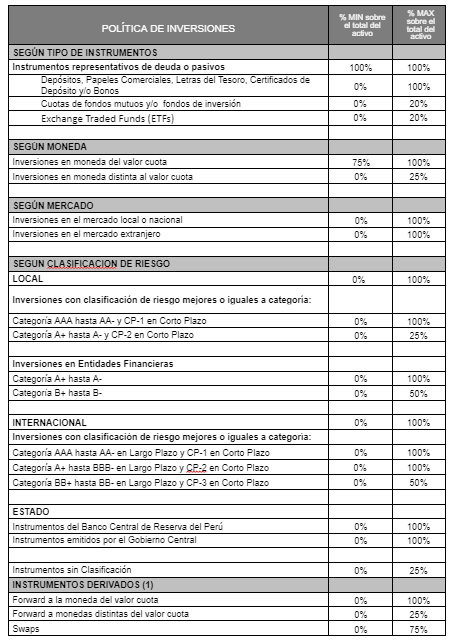 POLÍTICA DE INVERSIONES
% MIN sobre
el total del
activo
% MAX
sobre el
total del
activo
SEGÚN TIPO DE INSTRUMENTOS
Instrumentos representativos de deuda o pasivos 100% 100%
Depósitos, Papeles Comerciales, Letras del Tesoro, Certificados de
Depósito y/o Bonos 0% 100%
Cuotas de fondos mutuos y/o fondos de inversión 0% 20%
Exchange Traded Funds (ETFs) 0% 20%
SEGÚN MONEDA
Inversiones en moneda del valor cuota 75% 100%
Inversiones en moneda distinta al valor cuota 0% 25%
SEGÚN MERCADO
Inversiones en el mercado local o nacional 0% 100%
Inversiones en el mercado extranjero 0% 100%
SEGÚN CLASIFICACION DE RIESGO
LOCAL 0% 100%
Inversiones con clasificación de riesgo mejores o iguales a categoría:
Categoría AAA hasta AA- y CP-1 en Corto Plazo 0% 100%
Categoría A+ hasta A- y CP-2 en Corto Plazo 0% 25%
Inversiones en Entidades Financieras
Categoría A+ hasta A- 0% 100%
Categoría B+ hasta B- 0% 50%
INTERNACIONAL 0% 100%
Inversiones con clasificación de riesgo mejores o iguales a categoría:
Categoría AAA hasta AA- en Largo Plazo y CP-1 en Corto Plazo 0% 100%
Categoría A+ hasta BBB- en Largo Plazo y CP-2 en Corto Plazo 0% 100%
Categoría BB+ hasta BB- en Largo Plazo y CP-3 en Corto Plazo 0% 50%
ESTADO
Instrumentos del Banco Central de Reserva del Perú 0% 100%
Instrumentos emitidos por el Gobierno Central 0% 100%
Instrumentos sin Clasificación 0% 25%
INSTRUMENTOS DERIVADOS (1)
Forward a la moneda del valor cuota 0% 100%
Forward a monedas distintas del valor cuota 0% 25%
Swaps 0% 75%